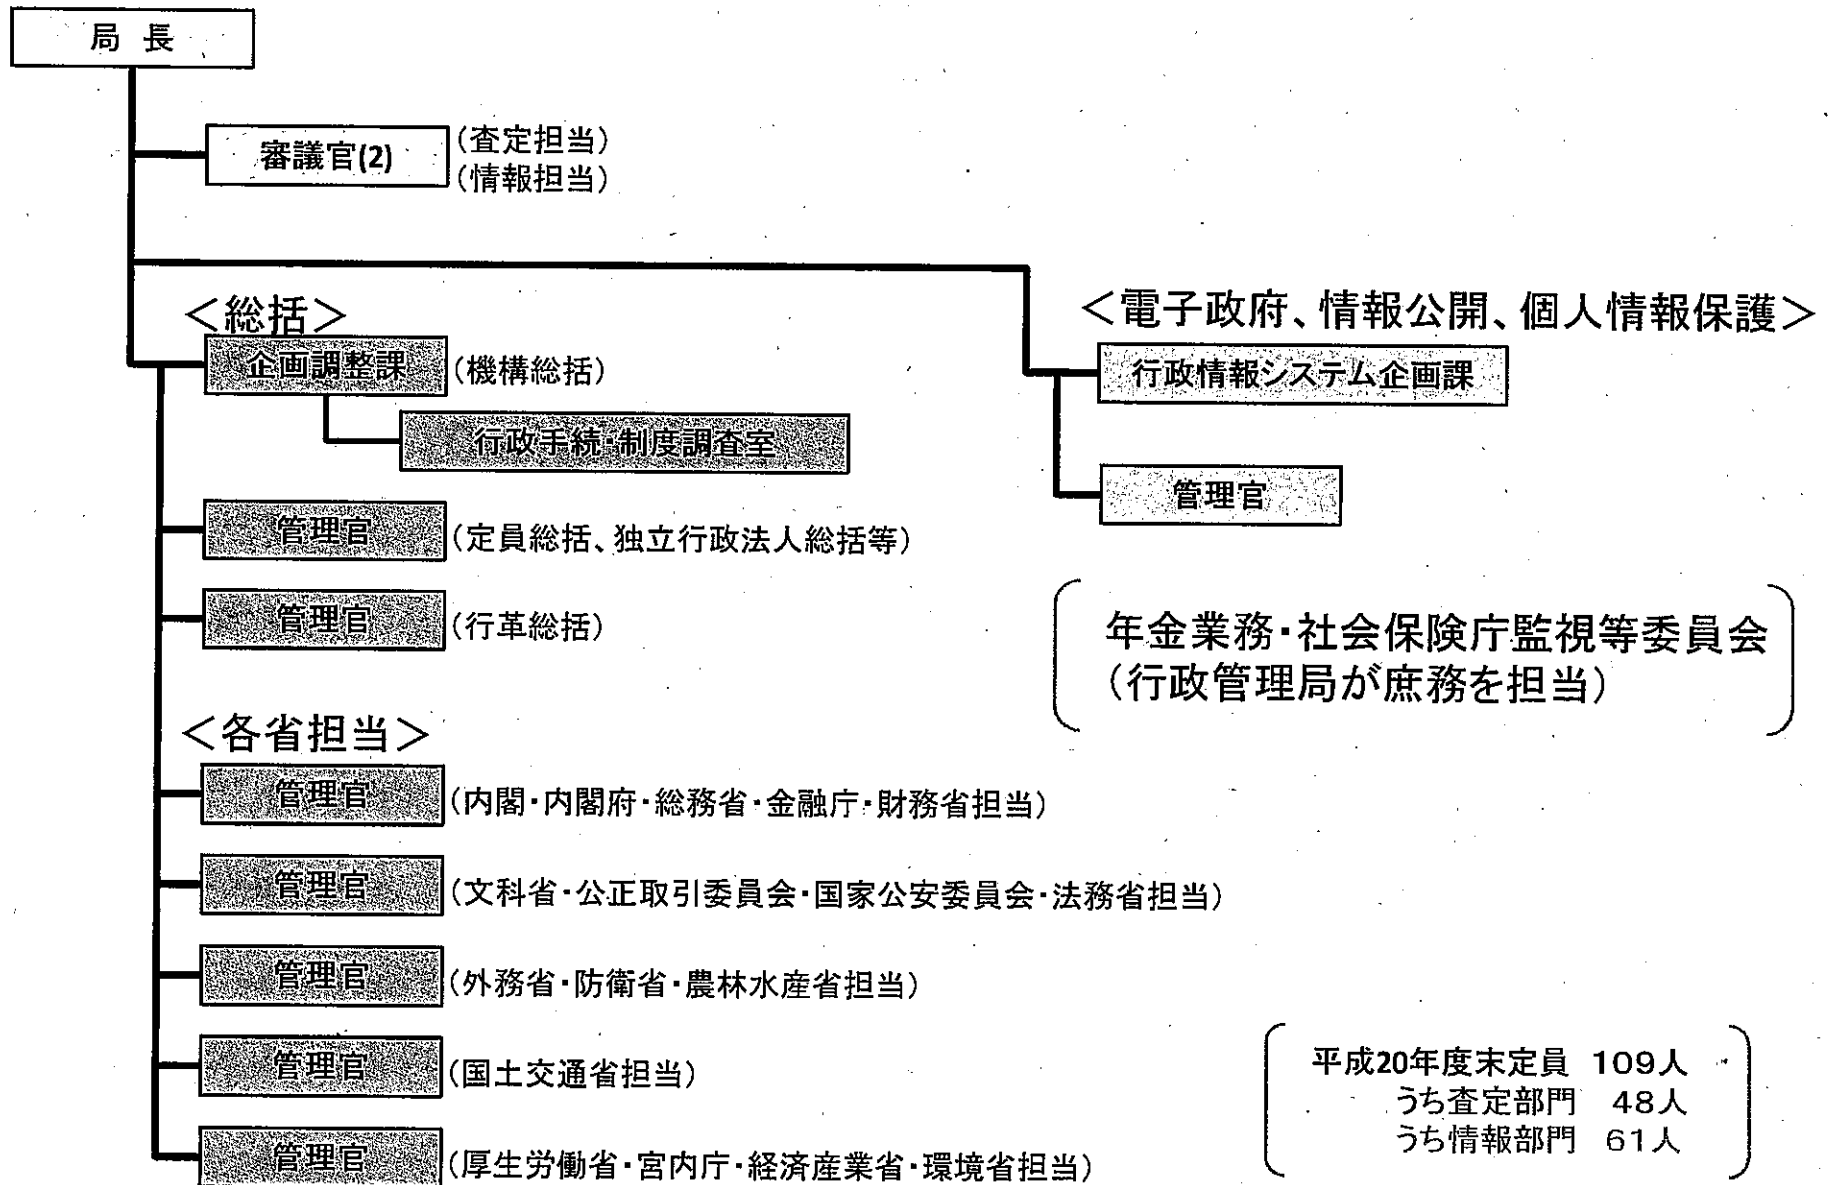 局 長
審議官(2)
(査定担当)
(情報担当)
＜総括＞
企画調整課
(機構総括)
行政手続・制度調査室
管理官
(定員総括、独立行政法人総括等)
管理官
(行革総括)
＜各省担当＞
管理官
(内閣・内閣府・総務省・金融庁・財務省担当)
管理官
(文科省・公正取引委員会・国家公安委員会・法務省担当)
管理官
(外務省・防衛省・農林水産省担当)
管理官
(国土交通省担当)
管理官
(厚生労働省・宮内庁・経済産業省・環境省担当)
＜電子政府、情報公開、個人情報保護＞
行政情報システム企画課
管理官
年金業務・社会保険庁監視等委員会
(行政管理局が庶務を担当)
平成20年度末定員 109人
うち査定部門 48人
うち情報部門 61人